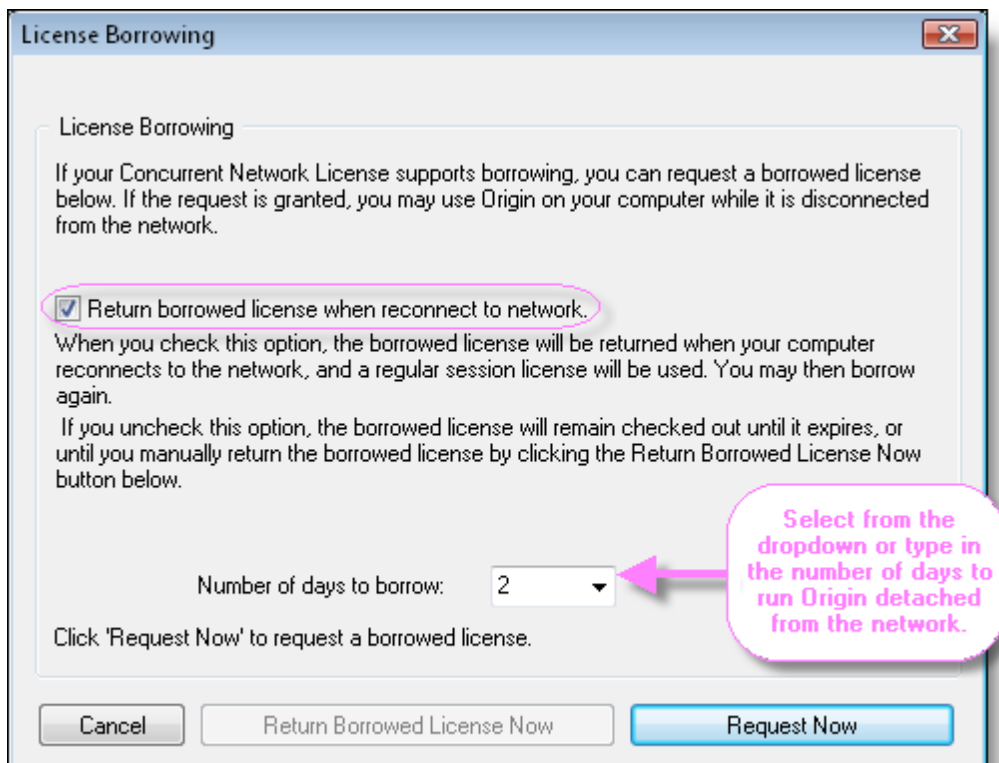 License Borrowing
License Borrowing
If your Concurrent Network License supports borrowing, you can request a borrowed license
below. If the request is granted, you may use Origin on your computer while it is disconnected
from the network.
Return borrowed license when reconnect to network.
When you check this option, the borrowed license will be returned when your computer
reconnects to the network, and a regular session license will be used. You may then borrow
again.
If you uncheck this option, the borrowed license will remain checked out until it expires, or
until you manually return the borrowed license by clicking the Return Borrowed License Now
button below.
Select from the
dropdown or type in
the number of days to
run Origin detached
from the network.
Number of days to borrow: 2
Click 'Request Now' to request a borrowed license.
Cancel Return Borrowed License Now Request Now